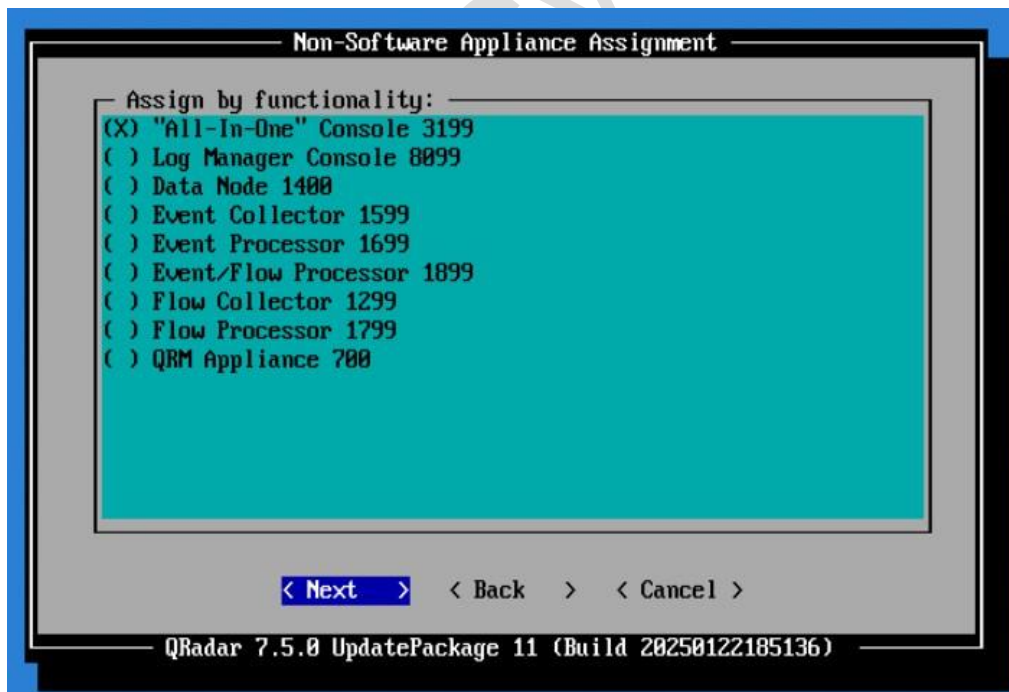 Non-Software Appliance Assignment
Assign by functionality:
(X) "All-In-One" Console 3199
( ) Log Manager Console 8099
( ) Data Node 1400
( ) Event Collector 1599
( ) Event Processor 1699
( ) Event/Flow Processor 1899
( ) Flow Collector 1299
( ) Flow Processor 1799
( ) QRM Appliance 700
< Next > < Back > < Cancel >
QRadar 7.5.0 UpdatePackage 11 (Build 20250122185136)